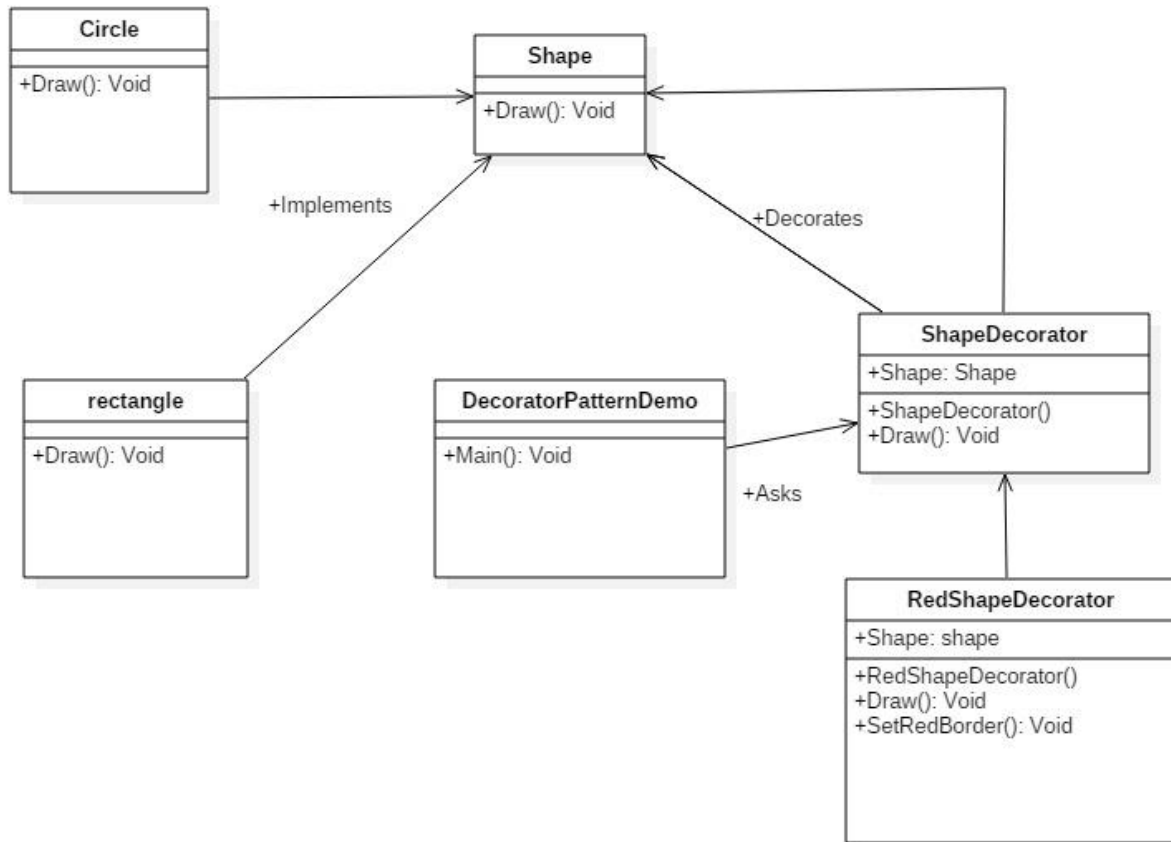 Circle
+Draw(): Void
Shape
+Draw(): Void
+Implements
+Decorates
rectangle
+Draw(): Void
DecoratorPatternDemo
+Main(): Void
+Asks
ShapeDecorator
+Shape: Shape
+ShapeDecorator()
+Draw(): Void
RedShapeDecorator
+Shape: shape
+RedShapeDecorator()
+Draw(): Void
+SetRedBorder(): Void